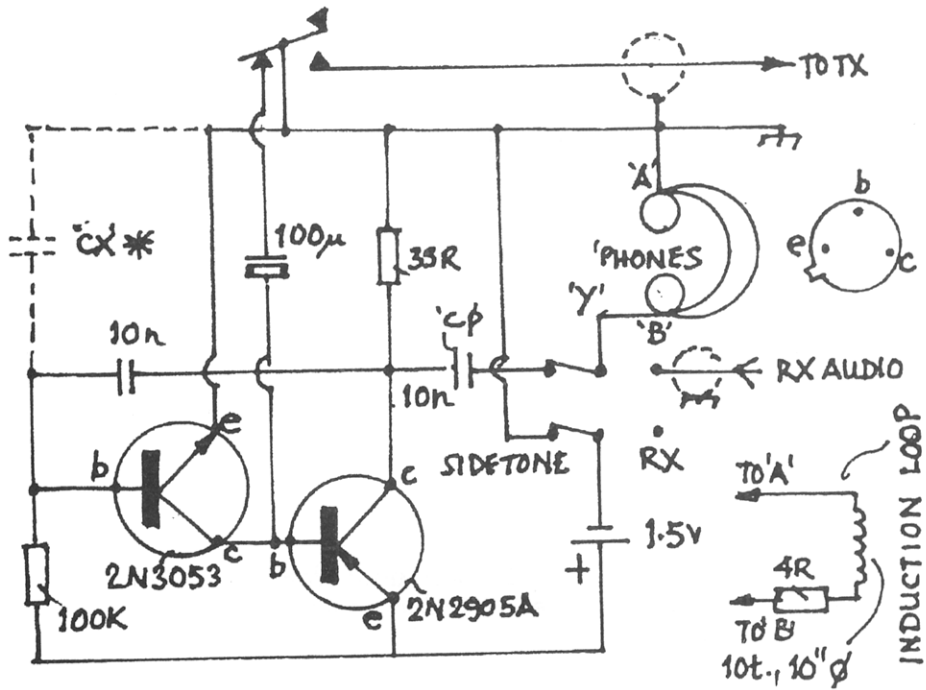 TO TX
'A'
b
"CX" *
100µ
33R
'PHONES
e
c
'Y'
'B'
10n
'Cø
RX AUDIO
10n
e
SIDETONE
RX
b
c
TO 'A'
INDUCTION LOOP
1.5v
+
c
b
2N3053
4R
100K
e
2N2905A
TO 'B'
10t., 10"ø